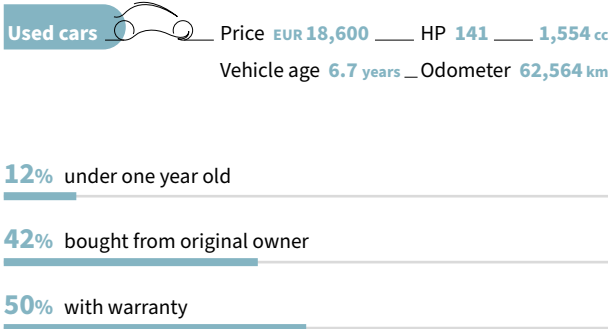 Used cars Price EUR 18,600 HP 141 1,554 cc
Vehicle age 6.7 years Odometer 62,564 km
12% under one year old
42% bought from original owner
50% with warranty